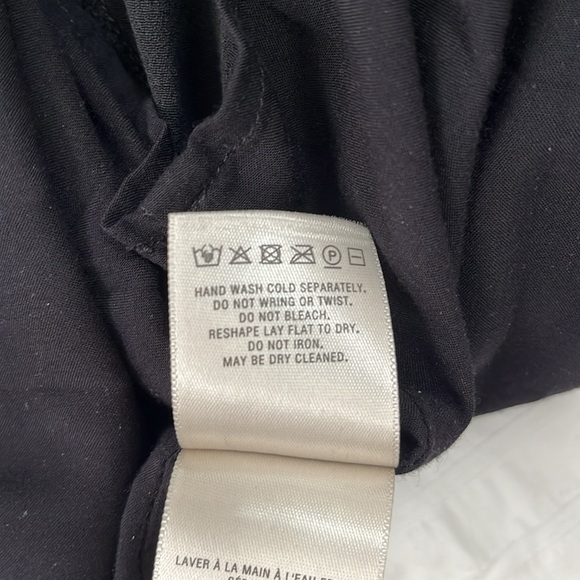 HAND WASH COLD SEPARATELY.
DO NOT WRING OR TWIST.
DO NOT BLEACH.
RESHAPE LAY FLAT TO DRY.
DO NOT IRON.
MAY BE DRY CLEANED.
LAVER À LA MAIN À L'EAU